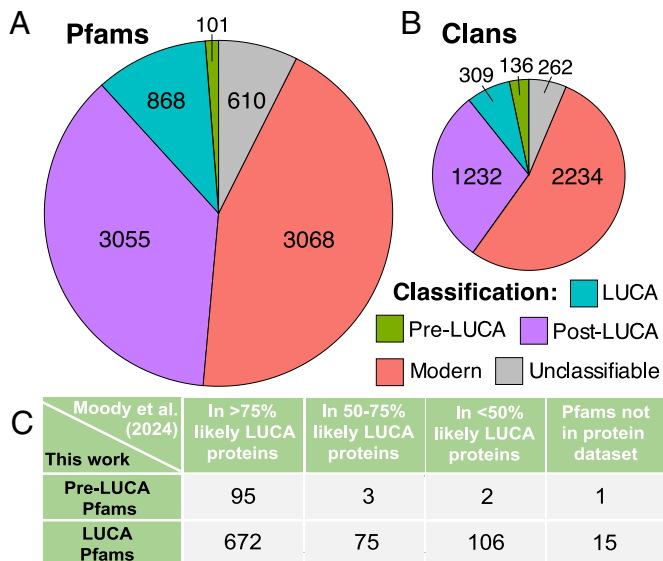 A
Pfams
101
868
610
3055
3068
B
Clans
309
136
262
1232
2234
Classification:
LUCA
Pre-LUCA
Post-LUCA
Modern
Unclassifiable
C
Moody et al.
(2024)
This work
In >75%
likely LUCA
proteins
In 50-75%
likely LUCA
proteins
In <50%
likely LUCA
proteins
Pfams not
in protein
dataset
Pre-LUCA
Pfams
95
3
2
1
LUCA
Pfams
672
75
106
15